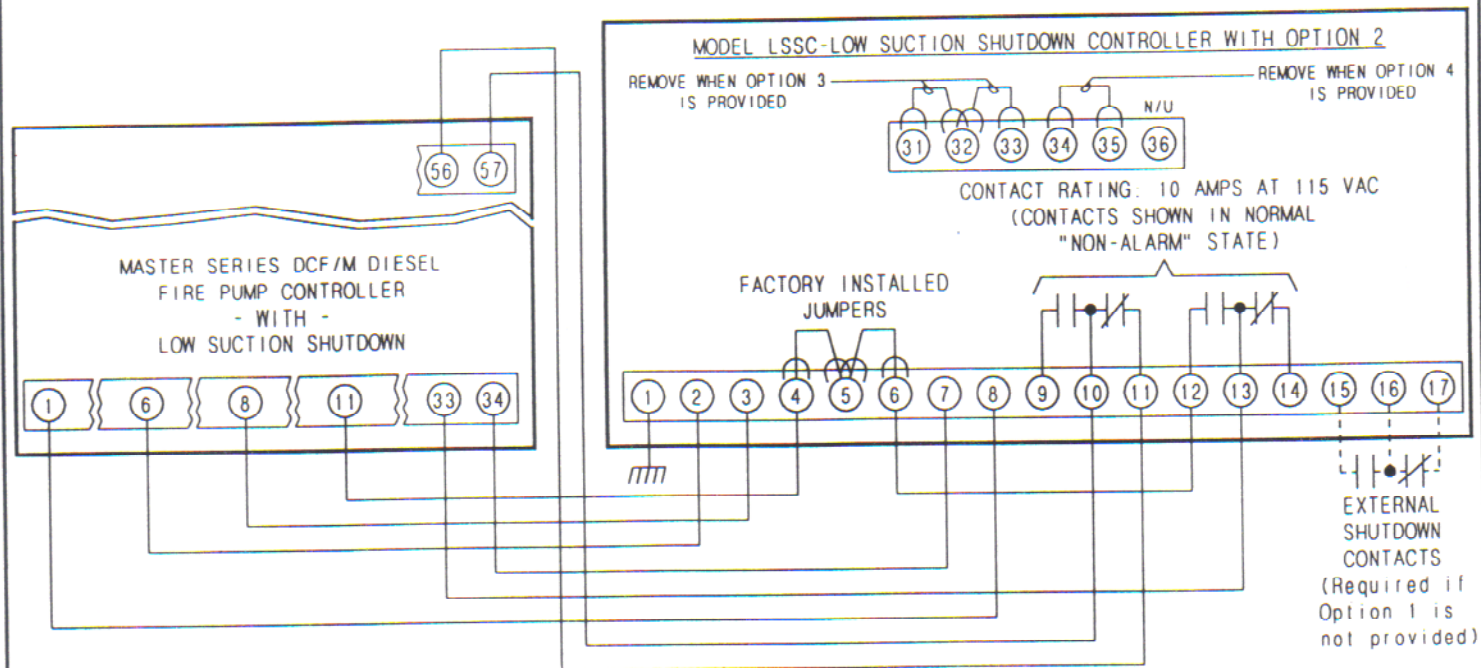 MODEL LSSC-LOW SUCTION SHUTDOWN CONTROLLER WITH OPTION 2
REMOVE WHEN OPTION 3
IS PROVIDED
REMOVE WHEN OPTION 4
IS PROVIDED
N/U
31 32 33 34 35 36
CONTACT RATING: 10 AMPS AT 115 VAC
(CONTACTS SHOWN IN NORMAL
"NON-ALARM" STATE)
56 57
MASTER SERIES DCF/M DIESEL
FIRE PUMP CONTROLLER
- WITH -
LOW SUCTION SHUTDOWN
FACTORY INSTALLED
JUMPERS
1 6 8 11 33 34
1 2 3 4 5 6 7 8 9 10 11 12 13 14 15 16 17
EXTERNAL
SHUTDOWN
CONTACTS
(Required if
Option 1 is
not provided)